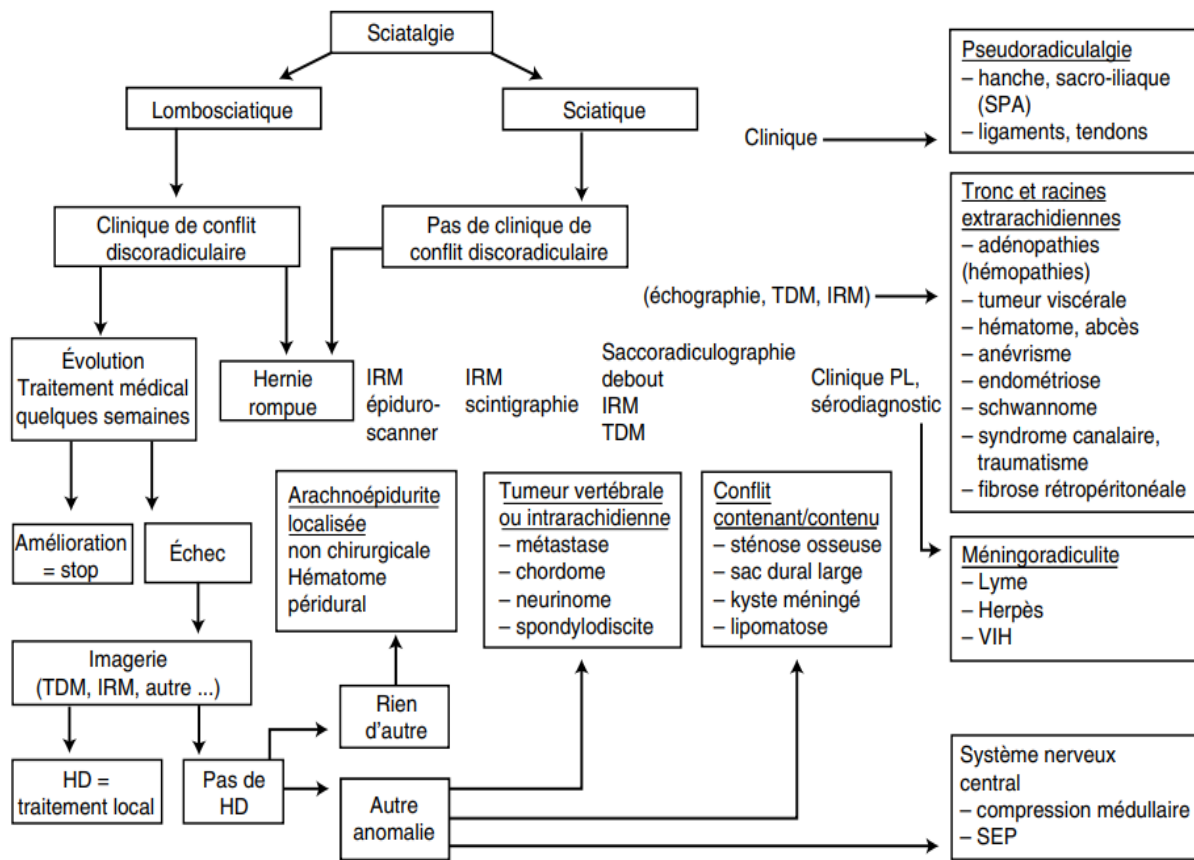 Sciatalgie
Lombosciatique
Sciatique
Clinique de conflit
discoradiculaire
Pas de clinique de
conflit discoradiculaire
Évolution
Traitement médical
quelques semaines
Hernie
rompue
Amélioration
= stop
Échec
Imagerie
(TDM, IRM, autre ...)
HD =
traitement local
Pas de
HD
Rien
d'autre
Autre
anomalie
IRM
épiduro-
scanner
Arachnoépidurite
localisée
non chirurgicale
Hématome
péridural
IRM
scintigraphie
Tumeur vertébrale
ou intrarachidienne
– métastase
– chordome
– neurinome
– spondylodiscite
Saccoradiculographie
debout
IRM
TDM
Conflit
contenant/contenu
– sténose osseuse
– sac dural large
– kyste méningé
– lipomatose
Clinique
Pseudoradiculalgie
– hanche, sacro-iliaque
(SPA)
– ligaments, tendons
(échographie, TDM, IRM)
Tronc et racines
extrarachidiennes
– adénopathies
(hémopathies)
– tumeur viscérale
– hématome, abcès
– anévrisme
– endométriose
– schwannome
– syndrome canalaire,
traumatisme
– fibrose rétropéritonéale
Clinique PL,
sérodiagnostic
Méningoradiculite
– Lyme
– Herpès
– VIH
Système nerveux
central
– compression médullaire
– SEP